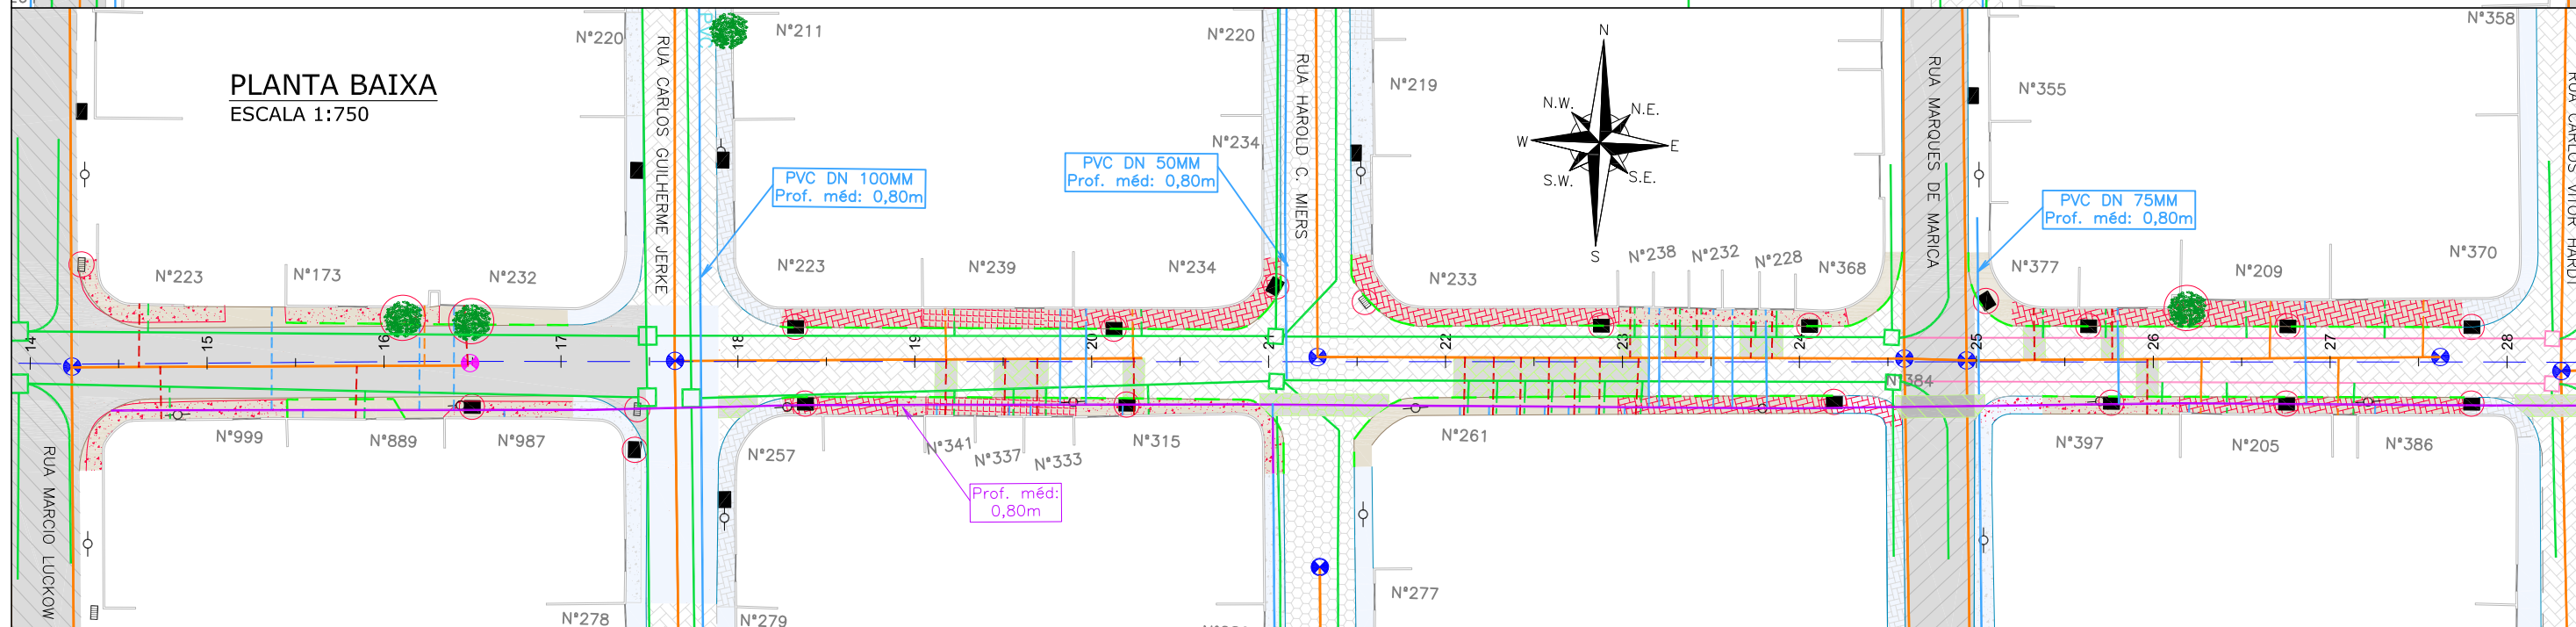 PLANTA BAIXA
ESCALA 1:750
N°220
RUA CARLOS GUILHERME JERKE
PVC
N°211
N°220
RUA HAROLD C. MIERS
N°219
N°234
PVC DN 100MM
Prof. méd: 0,80m
PVC DN 50MM
Prof. méd: 0,80m
N
N.W.
N.E.
W
E
S.W.
S.E.
S
RUA MARQUES DE MARICA
N°355
N°358
PVC DN 75MM
Prof. méd: 0,80m
RUA CARLOS VITOR HARDT
N°223
N°173
N°232
N°223
N°239
N°234
N°233
N°238
N°232
N°228
N°368
N°377
N°209
N°370
14
15
16
17
18
19
20
21
22
23
24
25
26
27
28
N°384
RUA MARCIO LUCKOW
N°999
N°889
N°987
N°257
N°341
N°337
N°333
N°315
N°261
N°397
N°205
N°386
Prof. méd:
0,80m
N°278
N°279
N°277